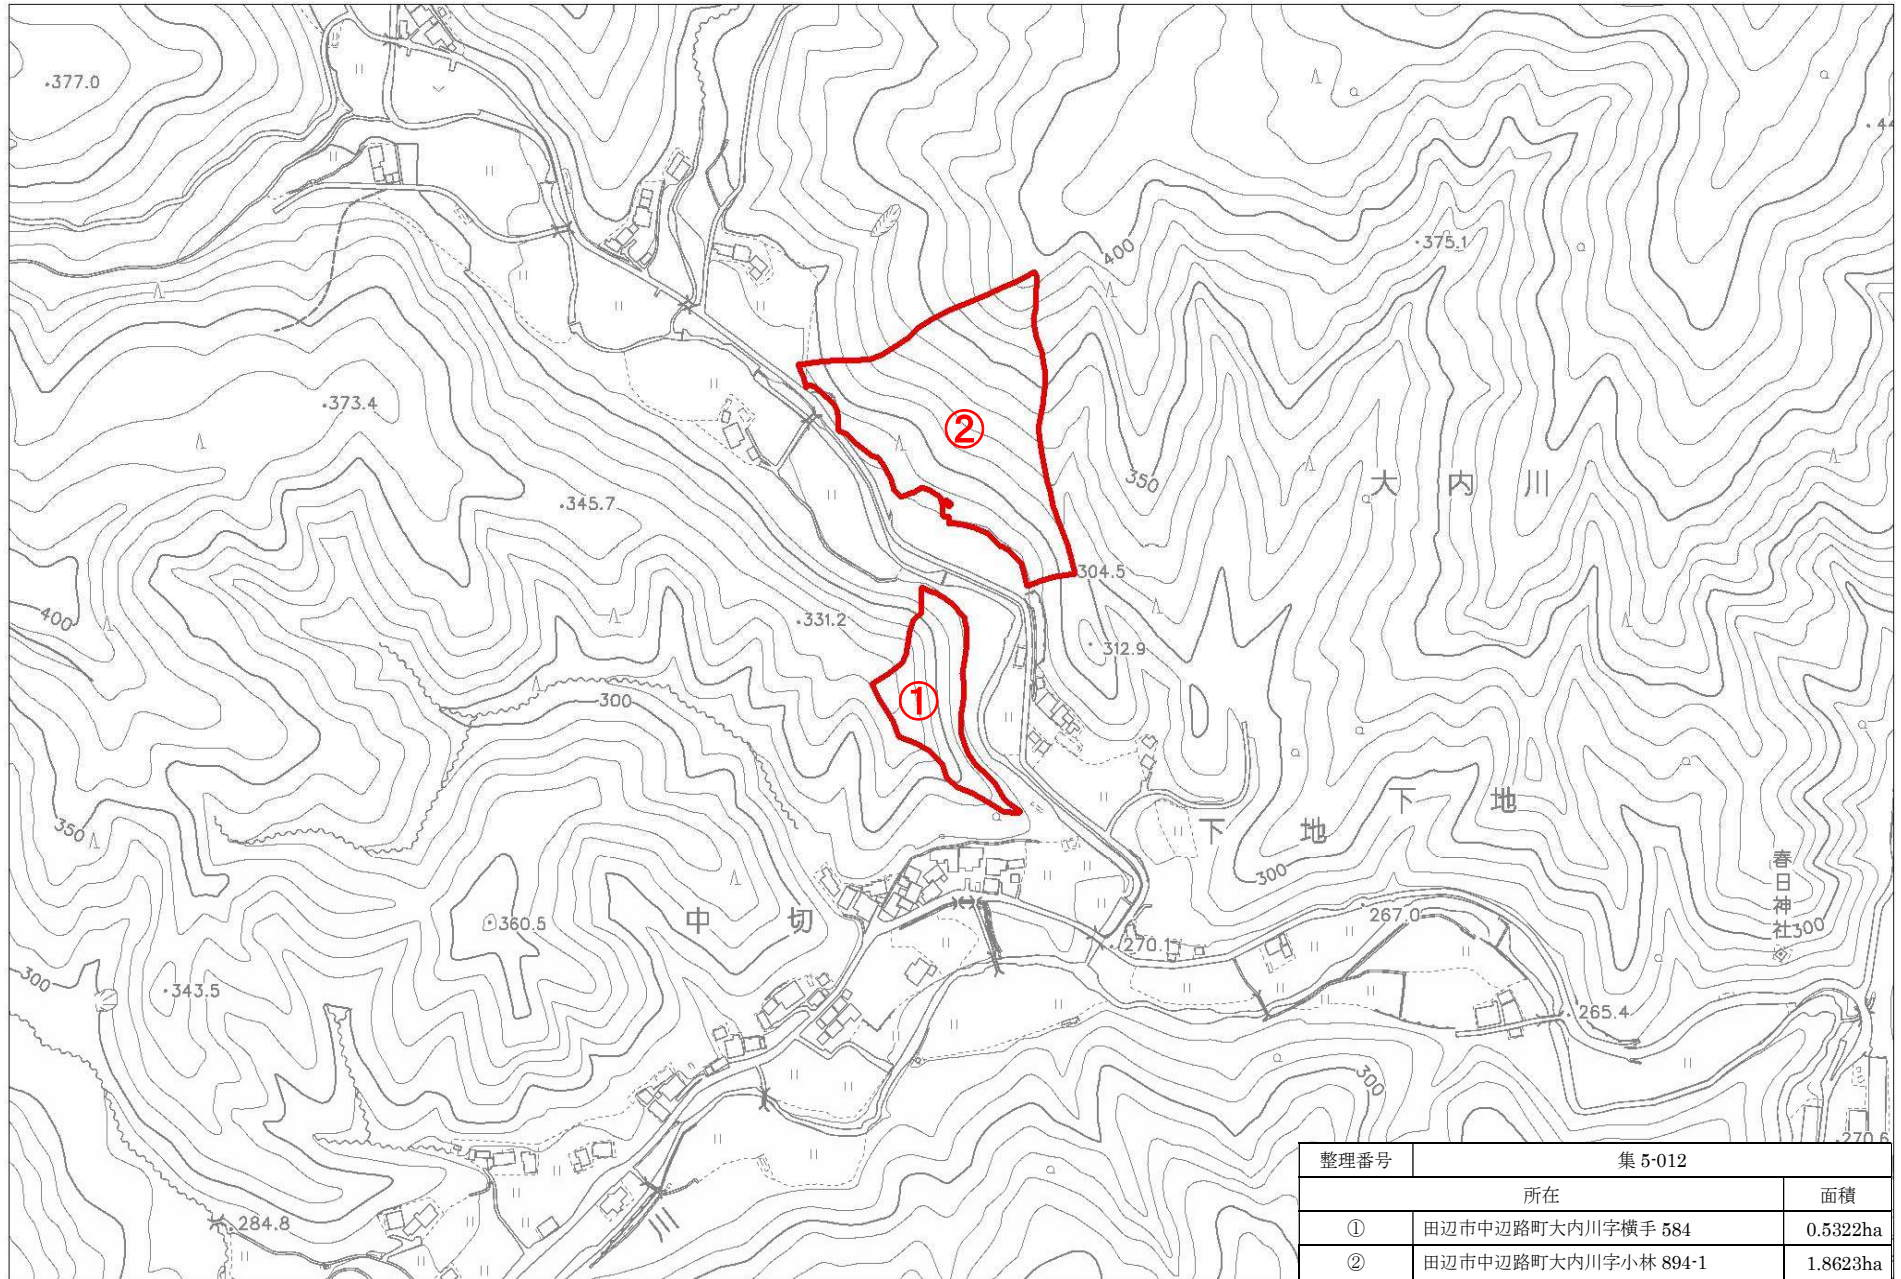 377.0
44
400
375.1
373.4
②
350
大内川
345.7
304.5
400
331.2
312.9
①
300
下地
350
下地
300
春日神社
300
中切
360.5
267.0
270.1
300
343.5
265.4
300
270.6
284.8
川
整理番号 集5-012
所在 面積
① 田辺市中辺路町大内川字横手 584 0.5322ha
② 田辺市中辺路町大内川字小林 894-1 1.8623ha